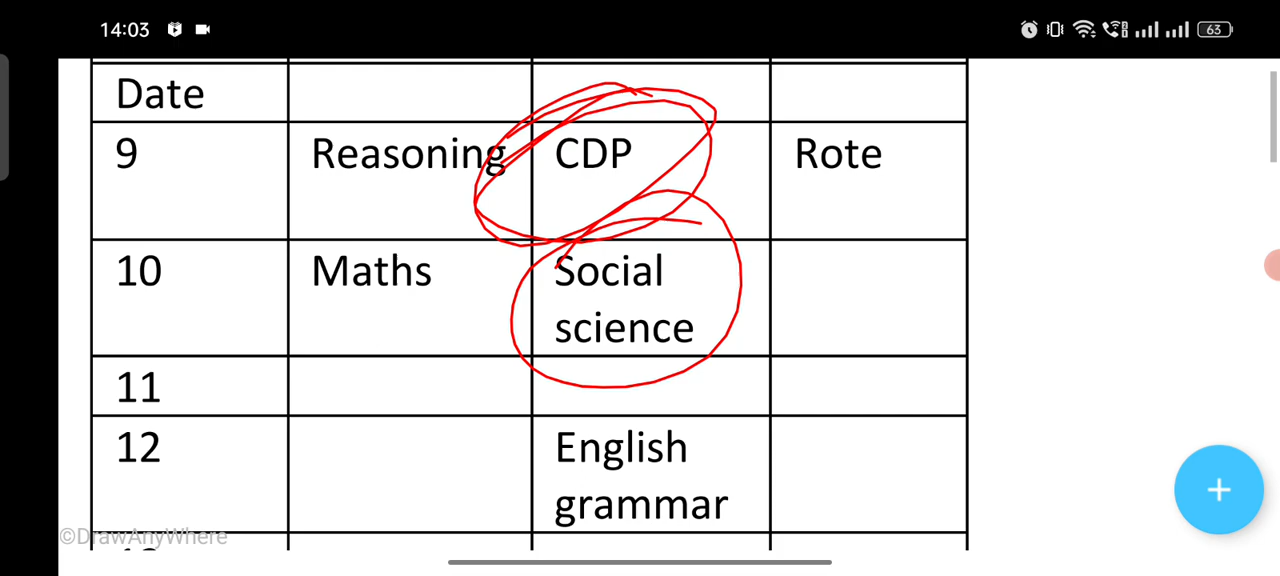 14:03
63
Date
9 Reasoning CDP Rote
10 Maths Social
science
11
12 English
grammar
©DrawAnyWhere